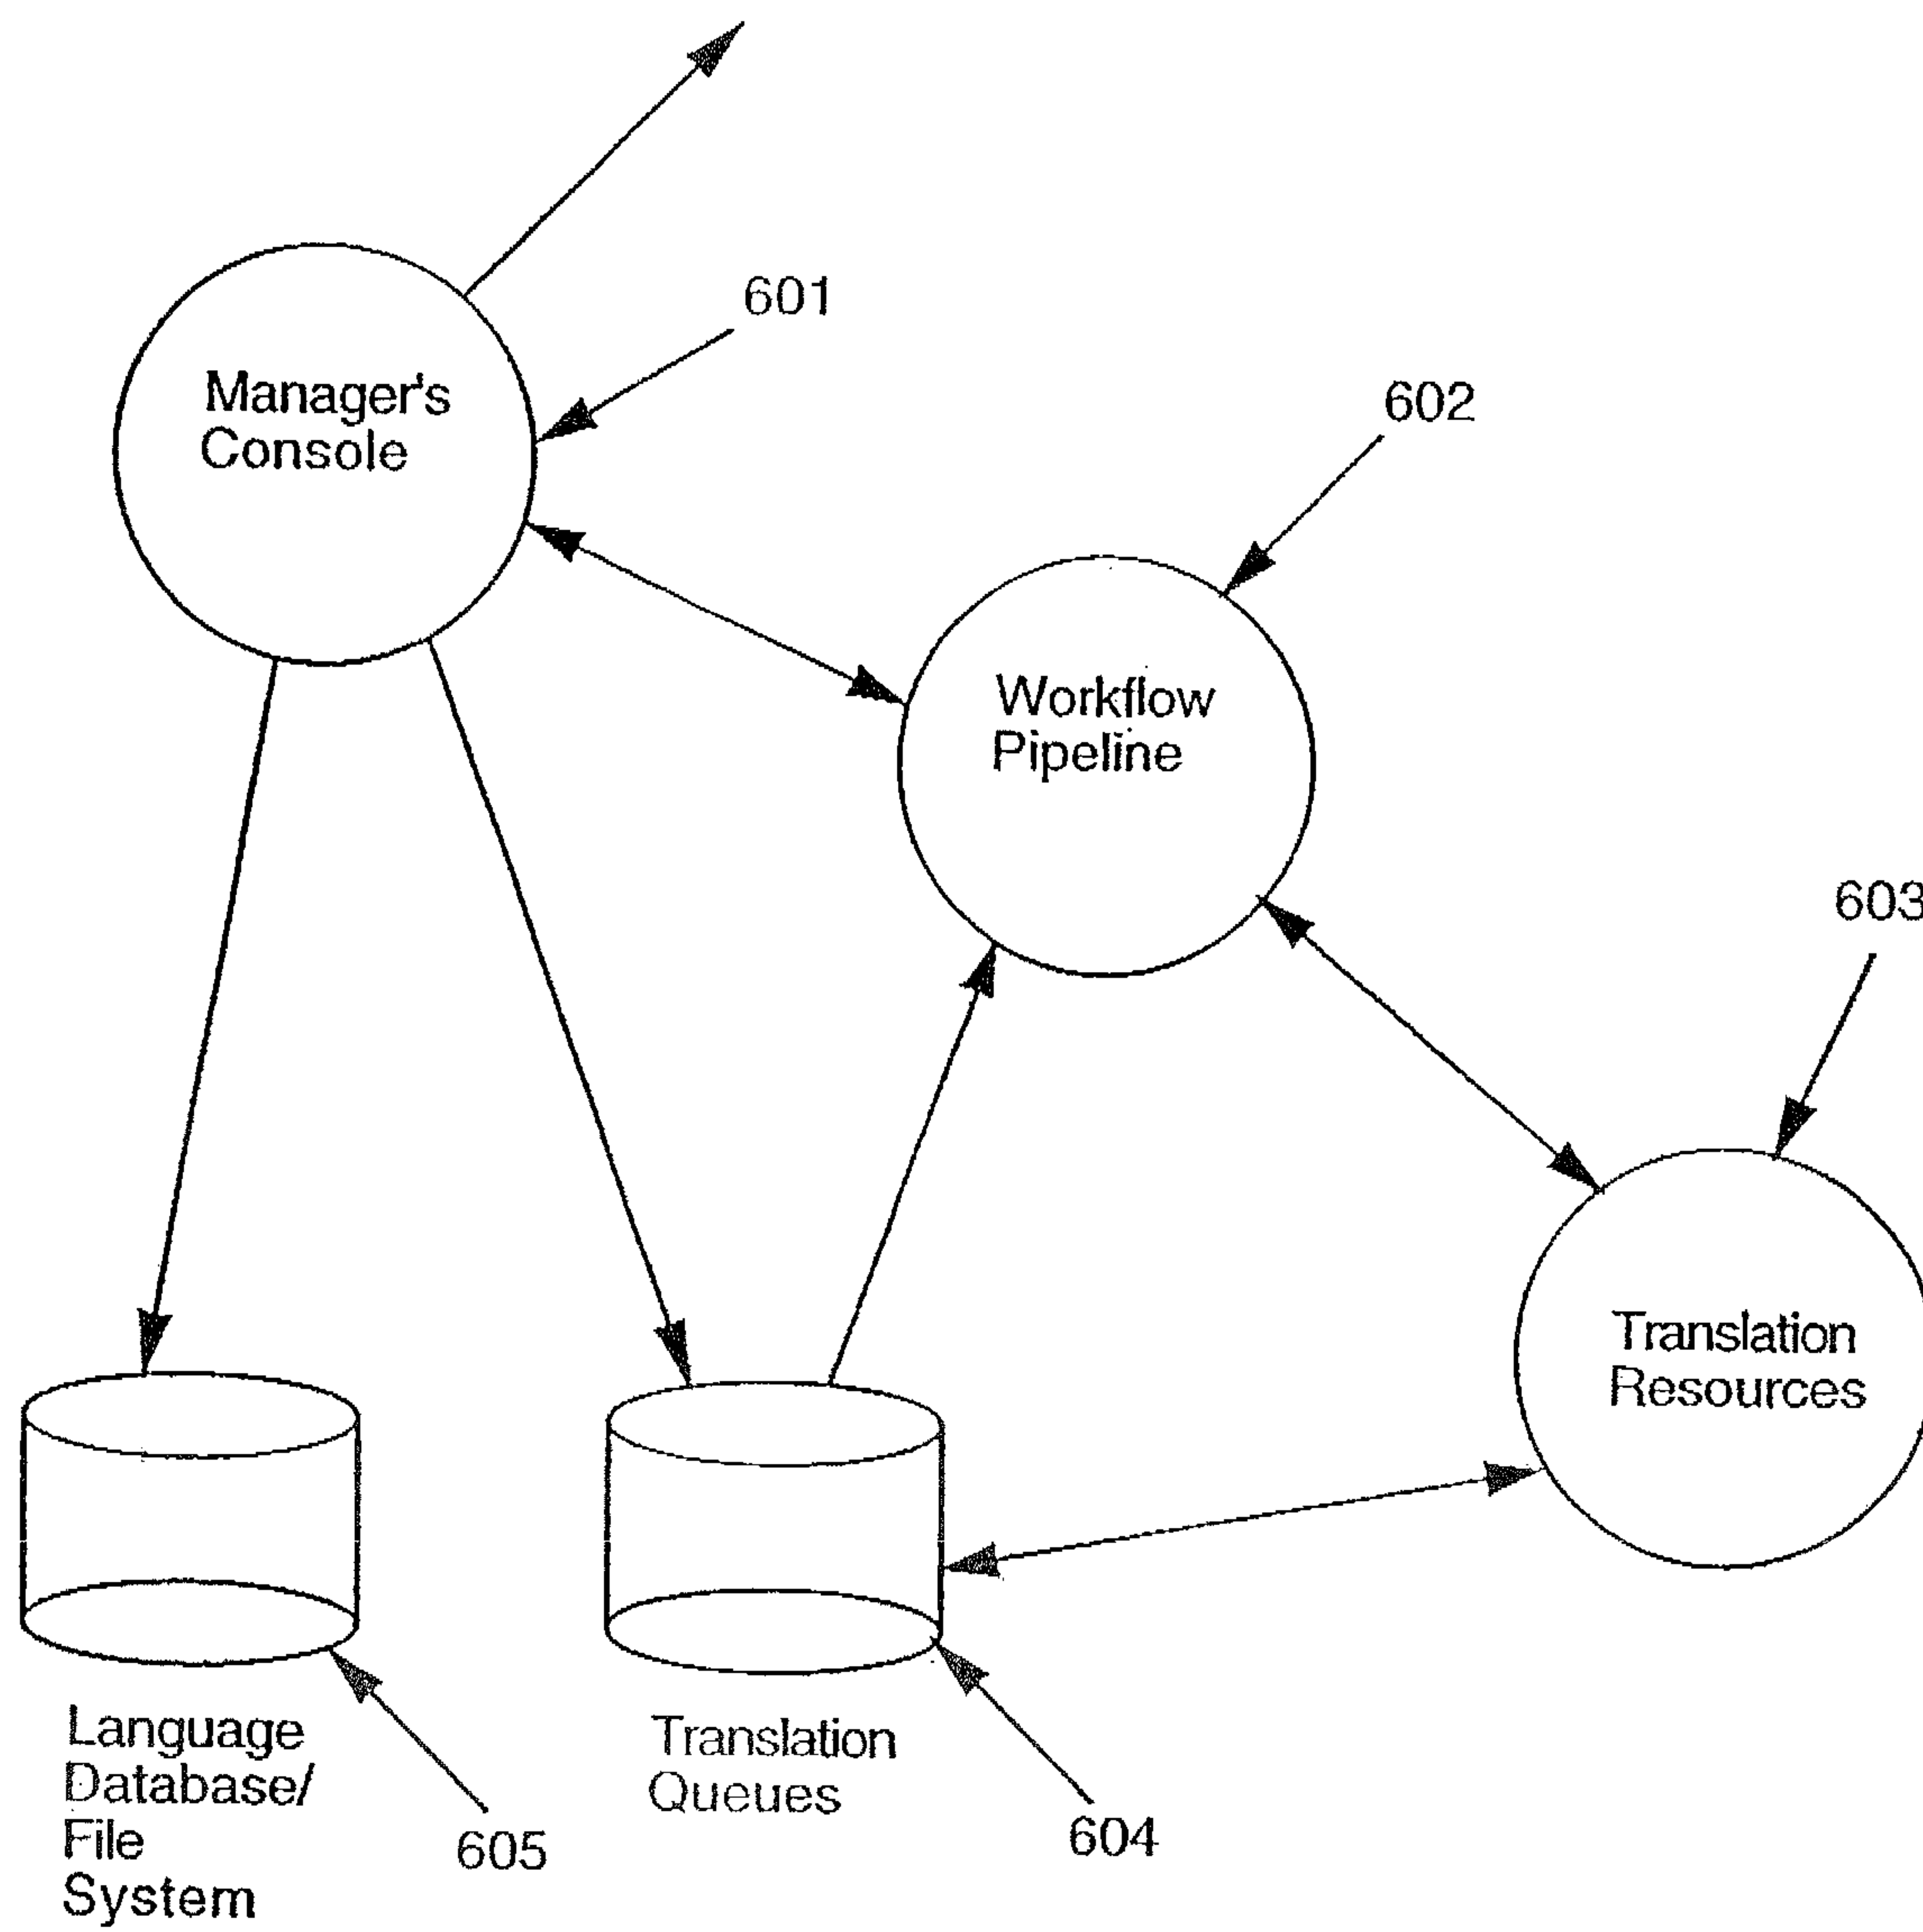 601
Manager's
Console
602
Workflow
Pipeline
603
Translation
Resources
Language
Database/
File
System
605
Translation
Queues
604